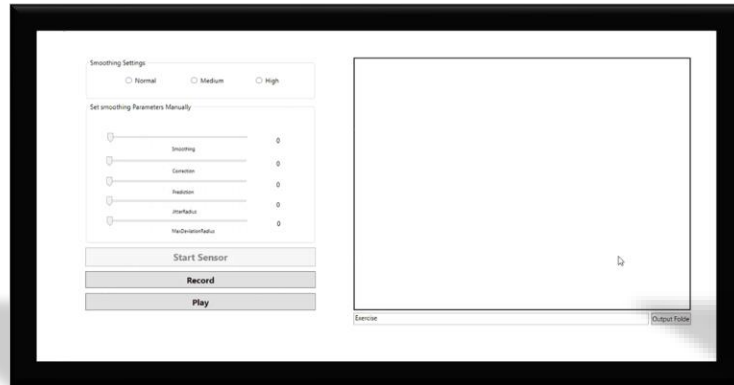 Smoothing Settings
Normal Medium High
Set smoothing Parameters Manually
0
Smoothing
0
Correction
0
Prediction
0
JitterRadius
0
MaxDeviationRadius
Start Sensor
Record
Play
Exercise
Output Folde